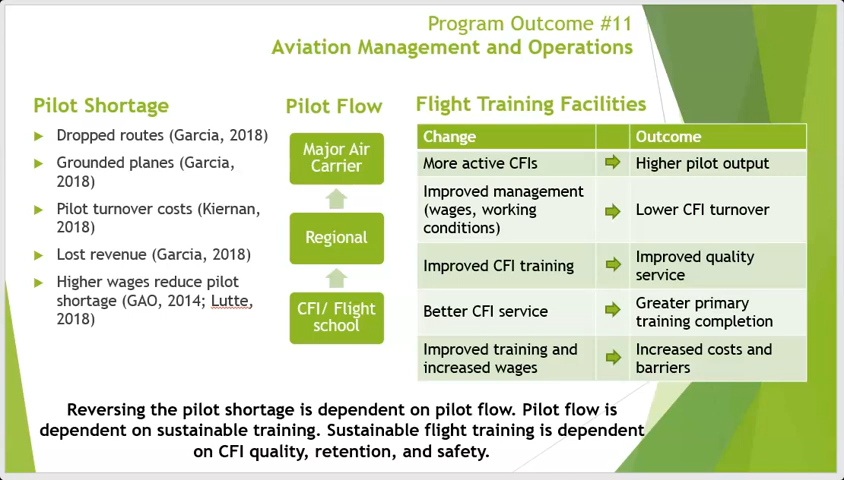 Program Outcome #11
Aviation Management and Operations
Pilot Shortage
Dropped routes (Garcia, 2018)
Grounded planes (Garcia,
2018)
Pilot turnover costs (Kiernan,
2018)
Lost revenue (Garcia, 2018)
Higher wages reduce pilot
shortage (GAO, 2014; Lutte,
2018)
Pilot Flow
Major Air
Carrier
Regional
CFI/ Flight
school
Flight Training Facilities
Change
Outcome
More active CFIs
Higher pilot output
Improved management
(wages, working
conditions)
Lower CFI turnover
Improved CFI training
Improved quality
service
Better CFI service
Greater primary
training completion
Improved training and
increased wages
Increased costs and
barriers
Reversing the pilot shortage is dependent on pilot flow. Pilot flow is
dependent on sustainable training. Sustainable flight training is dependent
on CFI quality, retention, and safety.